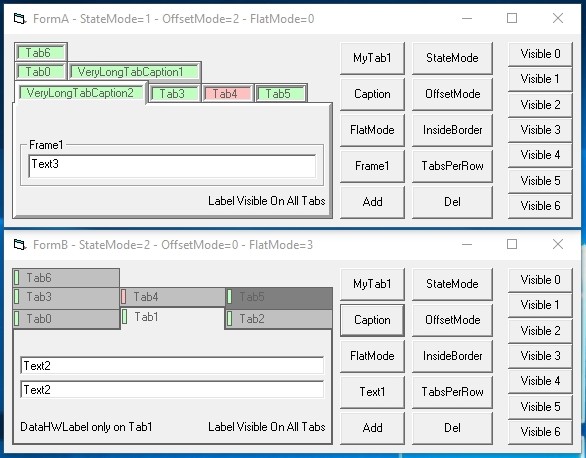 FormA - StateMode=1 - OffsetMode=2 - FlatMode=0
Tab6
Tab0 VeryLongTabCaption1
VeryLongTabCaption2 Tab3 Tab4 Tab5
Frame1
Text3
Label Visible On All Tabs
MyTab1 StateMode
Caption OffsetMode
FlatMode InsideBorder
Frame1 TabsPerRow
Add Del
Visible 0
Visible 1
Visible 2
Visible 3
Visible 4
Visible 5
Visible 6
FormB - StateMode=2 - OffsetMode=0 - FlatMode=3
Tab6
Tab3 Tab4 Tab5
Tab0 Tab1 Tab2
Text2
Text2
DataHWLabel only on Tab1 Label Visible On All Tabs
MyTab1 StateMode
Caption OffsetMode
FlatMode InsideBorder
Text1 TabsPerRow
Add Del
Visible 0
Visible 1
Visible 2
Visible 3
Visible 4
Visible 5
Visible 6